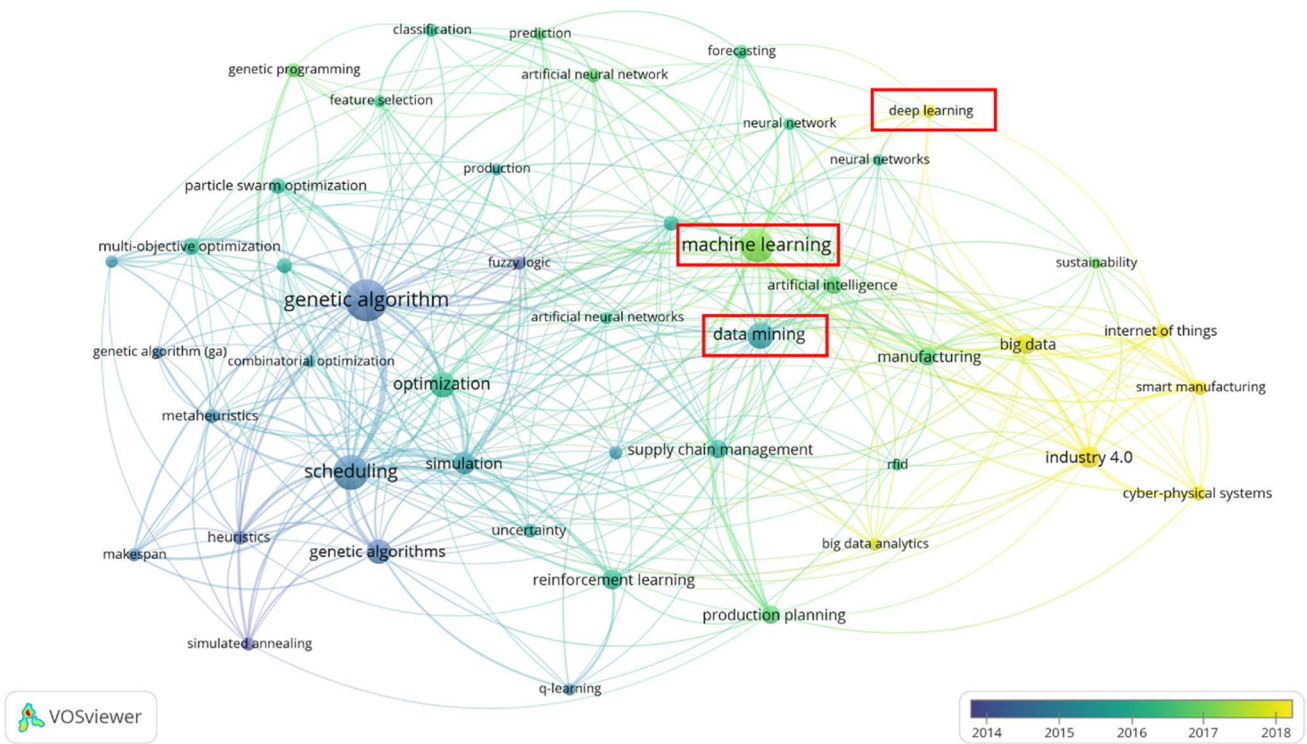 classification
prediction
forecasting
genetic programming
artificial neural network
feature selection
deep learning
neural network
neural networks
production
particle swarm optimization
machine learning
multi-objective optimization
fuzzy logic
sustainability
artificial intelligence
genetic algorithm
artificial neural networks
data mining
internet of things
big data
genetic algorithm (ga)
combinatorial optimization
manufacturing
optimization
smart manufacturing
metaheuristics
supply chain management
industry 4.0
scheduling
simulation
rfid
cyber-physical systems
uncertainty
heuristics
big data analytics
makespan
genetic algorithms
reinforcement learning
production planning
simulated annealing
q-learning
VOSviewer
2014 2015 2016 2017 2018